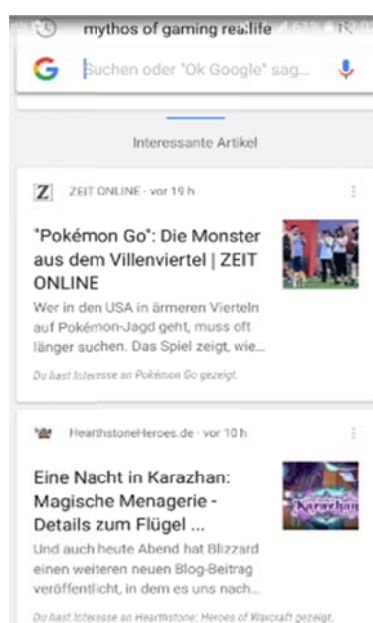 mythos of gaming real life
Suchen oder "Ok Google" sag...
Interessante Artikel
Z ZEIT ONLINE - vor 19 h
"Pokémon Go": Die Monster
aus dem Villenviertel | ZEIT
ONLINE
Wer in den USA in ärmeren Vierteln
auf Pokémon-Jagd geht, muss oft
länger suchen. Das Spiel zeigt, wie...
Du hast Interesse an Pokémon Go gezeigt.
HearthstoneHeroes.de - vor 10 h
Eine Nacht in Karazhan:
Magische Menagerie -
Details zum Flügel ...
Karazhan
Und auch heute Abend hat Blizzard
einen weiteren neuen Blog-Beitrag
veröffentlicht, in dem es uns nach...
Du hast Interesse an Hearthstone: Heroes of Warcraft gezeigt.